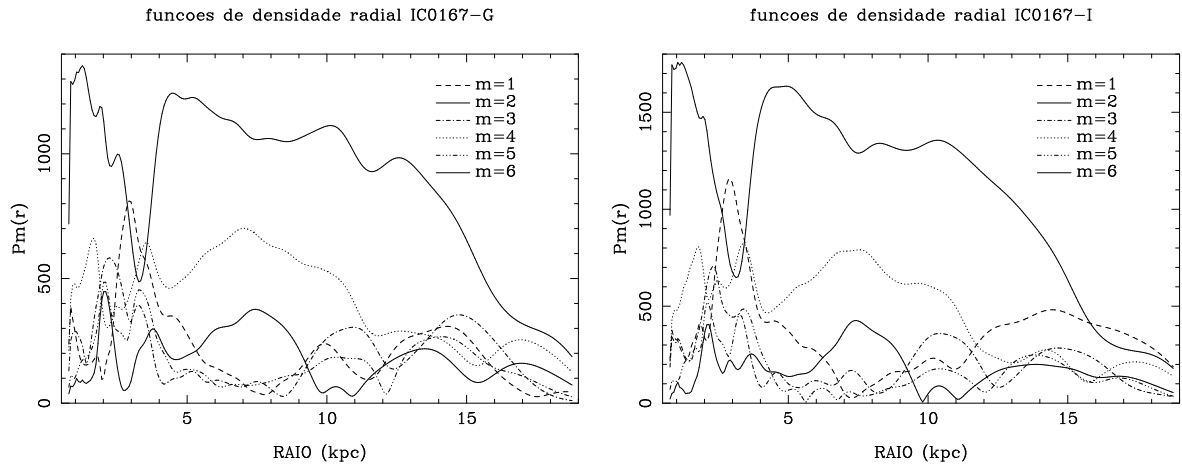 funcoes de densidade radial IC0167-G
Pm(r)
1000
500
0
m=1
m=2
m=3
m=4
m=5
m=6
5
10
15
RAIO (kpc)
funcoes de densidade radial IC0167-I
Pm(r)
1500
1000
500
0
m=1
m=2
m=3
m=4
m=5
m=6
5
10
15
RAIO (kpc)